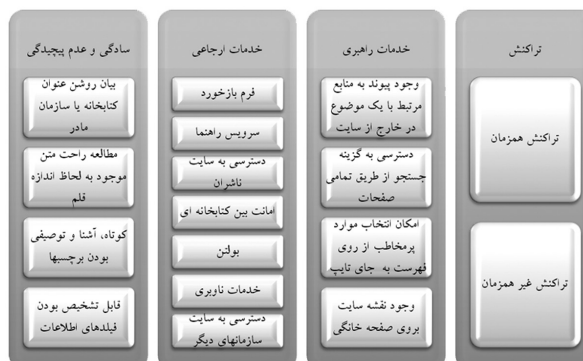 تراکنش
تراکنش همزمان
تراکنش غیر همزمان
خدمات راهبری
وجود پیوند به منابع
مرتبط با یک موضوع
در خارج از سایت
دسترسی به گزینه
جستجو از طریق تمامی
صفحات
امکان انتخاب موارد
پرمخاطب از روی
فهرست به جای تایپ
وجود نقشه سایت
بروی صفحه خانگی
خدمات ارجاعی
فرم بازخورد
سرویس راهنما
دسترسی به سایت
ناشران
امانت بین کتابخانه ای
بولتن
خدمات ناوبری
دسترسی به سایت
سازمانهای دیگر
سادگی و عدم پیچیدگی
بیان روشن عنوان
کتابخانه یا سازمان
مادر
مطالعه راحت متن
موجود به لحاظ اندازه
قلم
کوتاه، آشنا و توصیفی
بودن برچسبها
قابل تشخیص بودن
فیلدهای اطلاعات